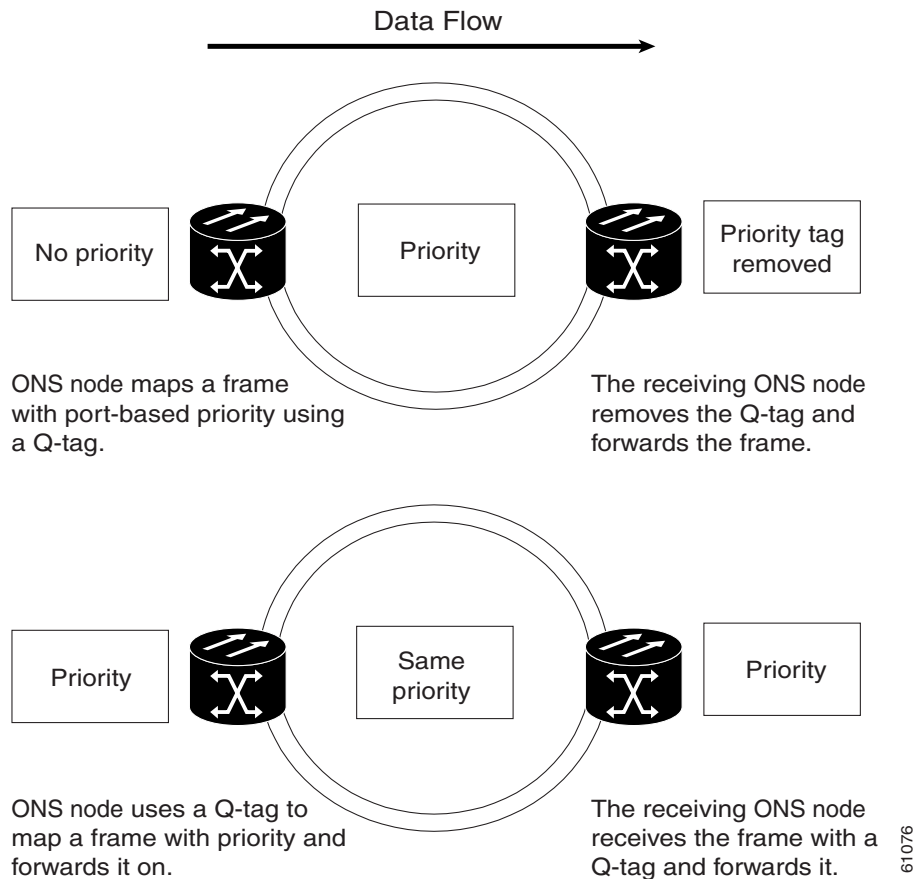 Data Flow
No priority
Priority
Priority tag
removed
ONS node maps a frame
with port-based priority using
a Q-tag.
The receiving ONS node
removes the Q-tag and
forwards the frame.
Priority
Same
priority
Priority
ONS node uses a Q-tag to
map a frame with priority and
forwards it on.
The receiving ONS node
receives the frame with a
Q-tag and forwards it.
61076